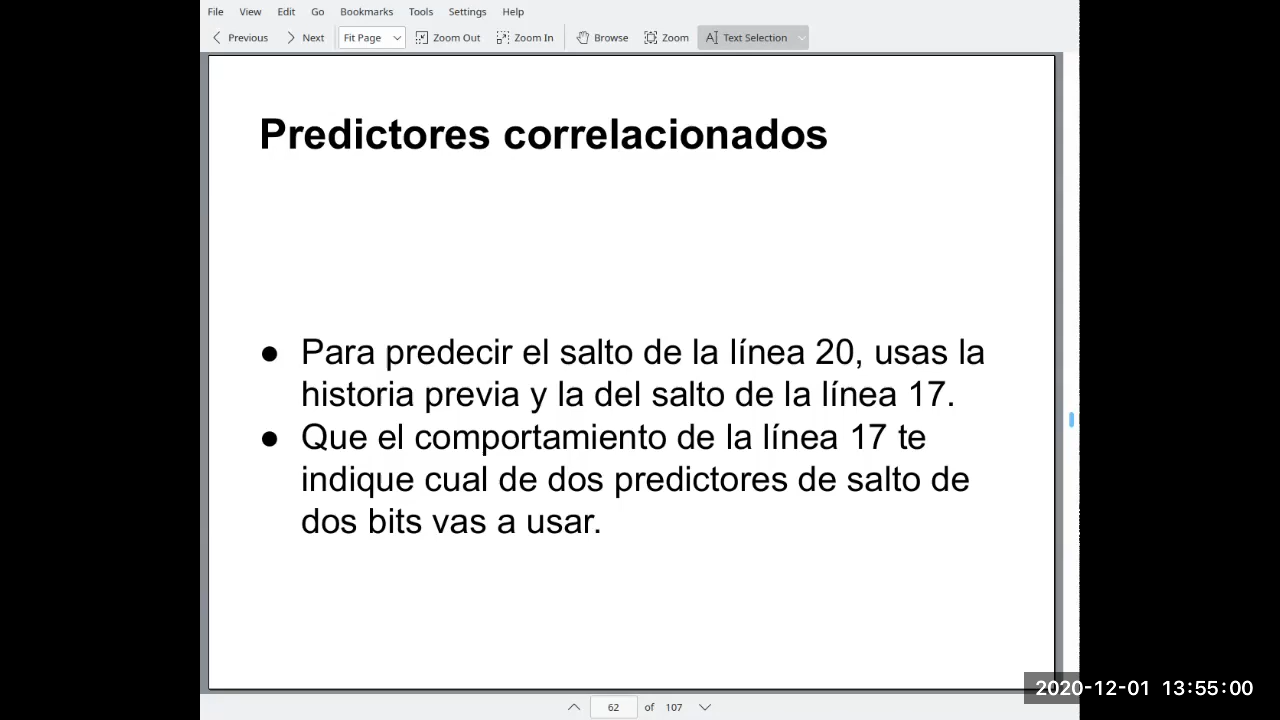 File View Edit Go Bookmarks Tools Settings Help
Previous Next Fit Page Zoom Out Zoom In Browse Zoom Text Selection
Predictores correlacionados
● Para predecir el salto de la línea 20, usas la
historia previa y la del salto de la línea 17.
● Que el comportamiento de la línea 17 te
indique cual de dos predictores de salto de
dos bits vas a usar.
2020-12-01 13:55:00
62 of 107